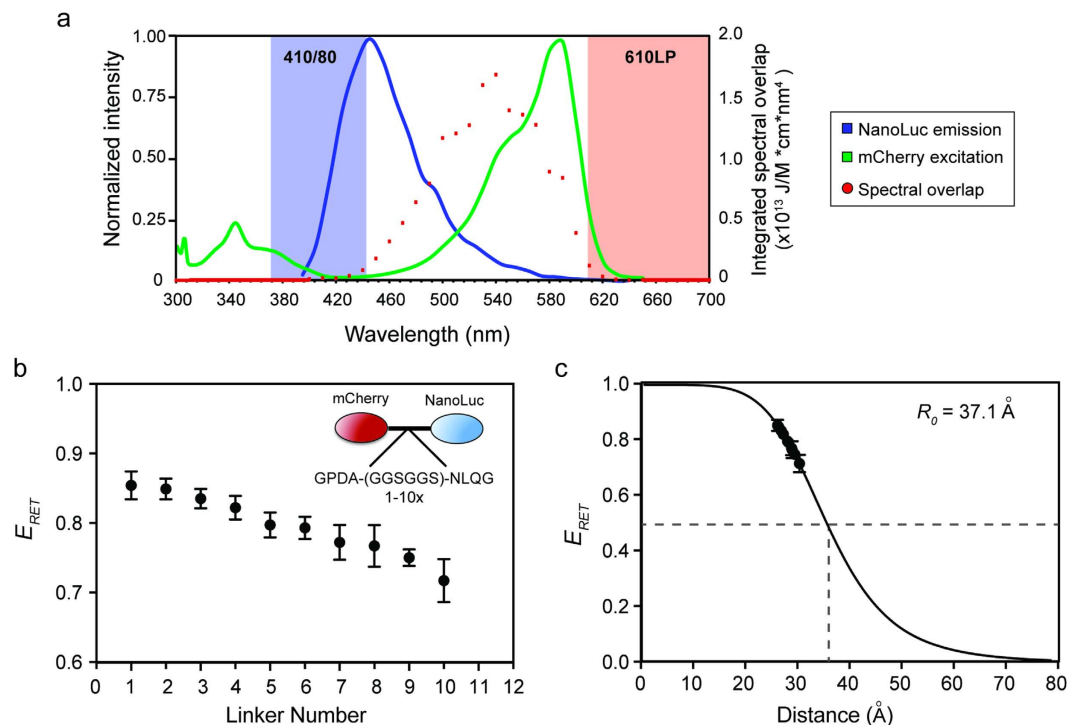 a
Normalized intensity
1.00
0.75
0.50
0.25
0
410/80
610LP
2.0
1.5
1.0
0.5
0
Integrated spectral overlap
(x10¹³ J/M *cm*nm⁴ )
300 340 380 420 460 500 540 580 620 660 700
Wavelength (nm)
NanoLuc emission
mCherry excitation
Spectral overlap
b
E_RET
1.0
0.9
0.8
0.7
0.6
mCherry NanoLuc
GPDA-(GGSGGS)-NLQG
1-10x
0 1 2 3 4 5 6 7 8 9 10 11 12
Linker Number
c
E_RET
1.0
0.8
0.6
0.4
0.2
0.0
R₀ = 37.1 Å
0 10 20 30 40 50 60 70 80
Distance (Å)